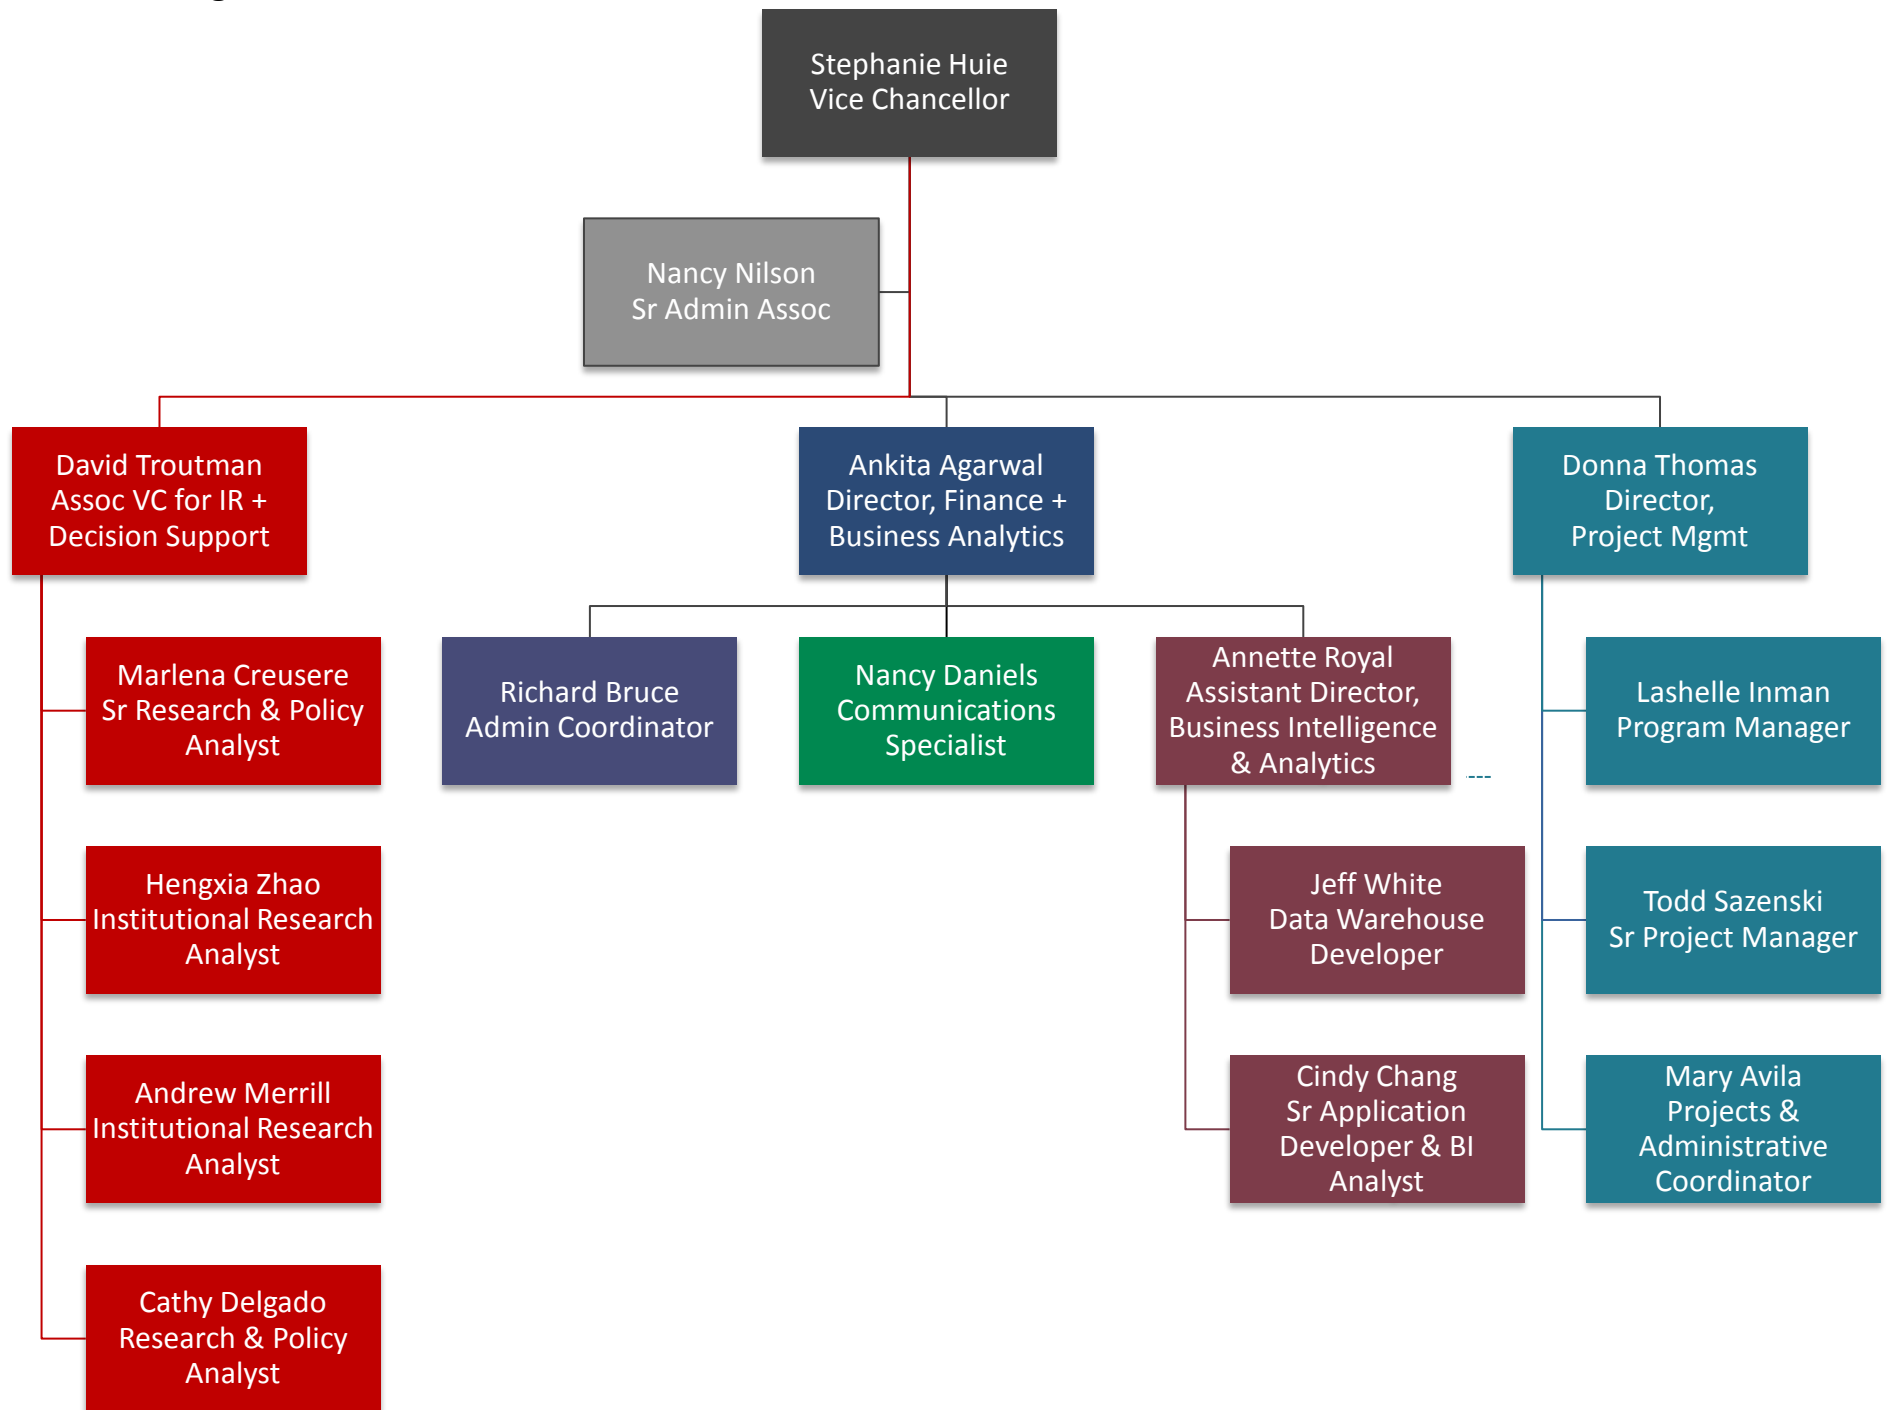 Stephanie Huie
Vice Chancellor
Nancy Nilson
Sr Admin Assoc
David Troutman
Assoc VC for IR +
Decision Support
Ankita Agarwal
Director, Finance +
Business Analytics
Donna Thomas
Director,
Project Mgmt
Marlena Creusere
Sr Research & Policy
Analyst
Richard Bruce
Admin Coordinator
Nancy Daniels
Communications
Specialist
Annette Royal
Assistant Director,
Business Intelligence
& Analytics
Lashelle Inman
Program Manager
Hengxia Zhao
Institutional Research
Analyst
Jeff White
Data Warehouse
Developer
Todd Sazenski
Sr Project Manager
Andrew Merrill
Institutional Research
Analyst
Cindy Chang
Sr Application
Developer & BI
Analyst
Mary Avila
Projects &
Administrative
Coordinator
Cathy Delgado
Research & Policy
Analyst